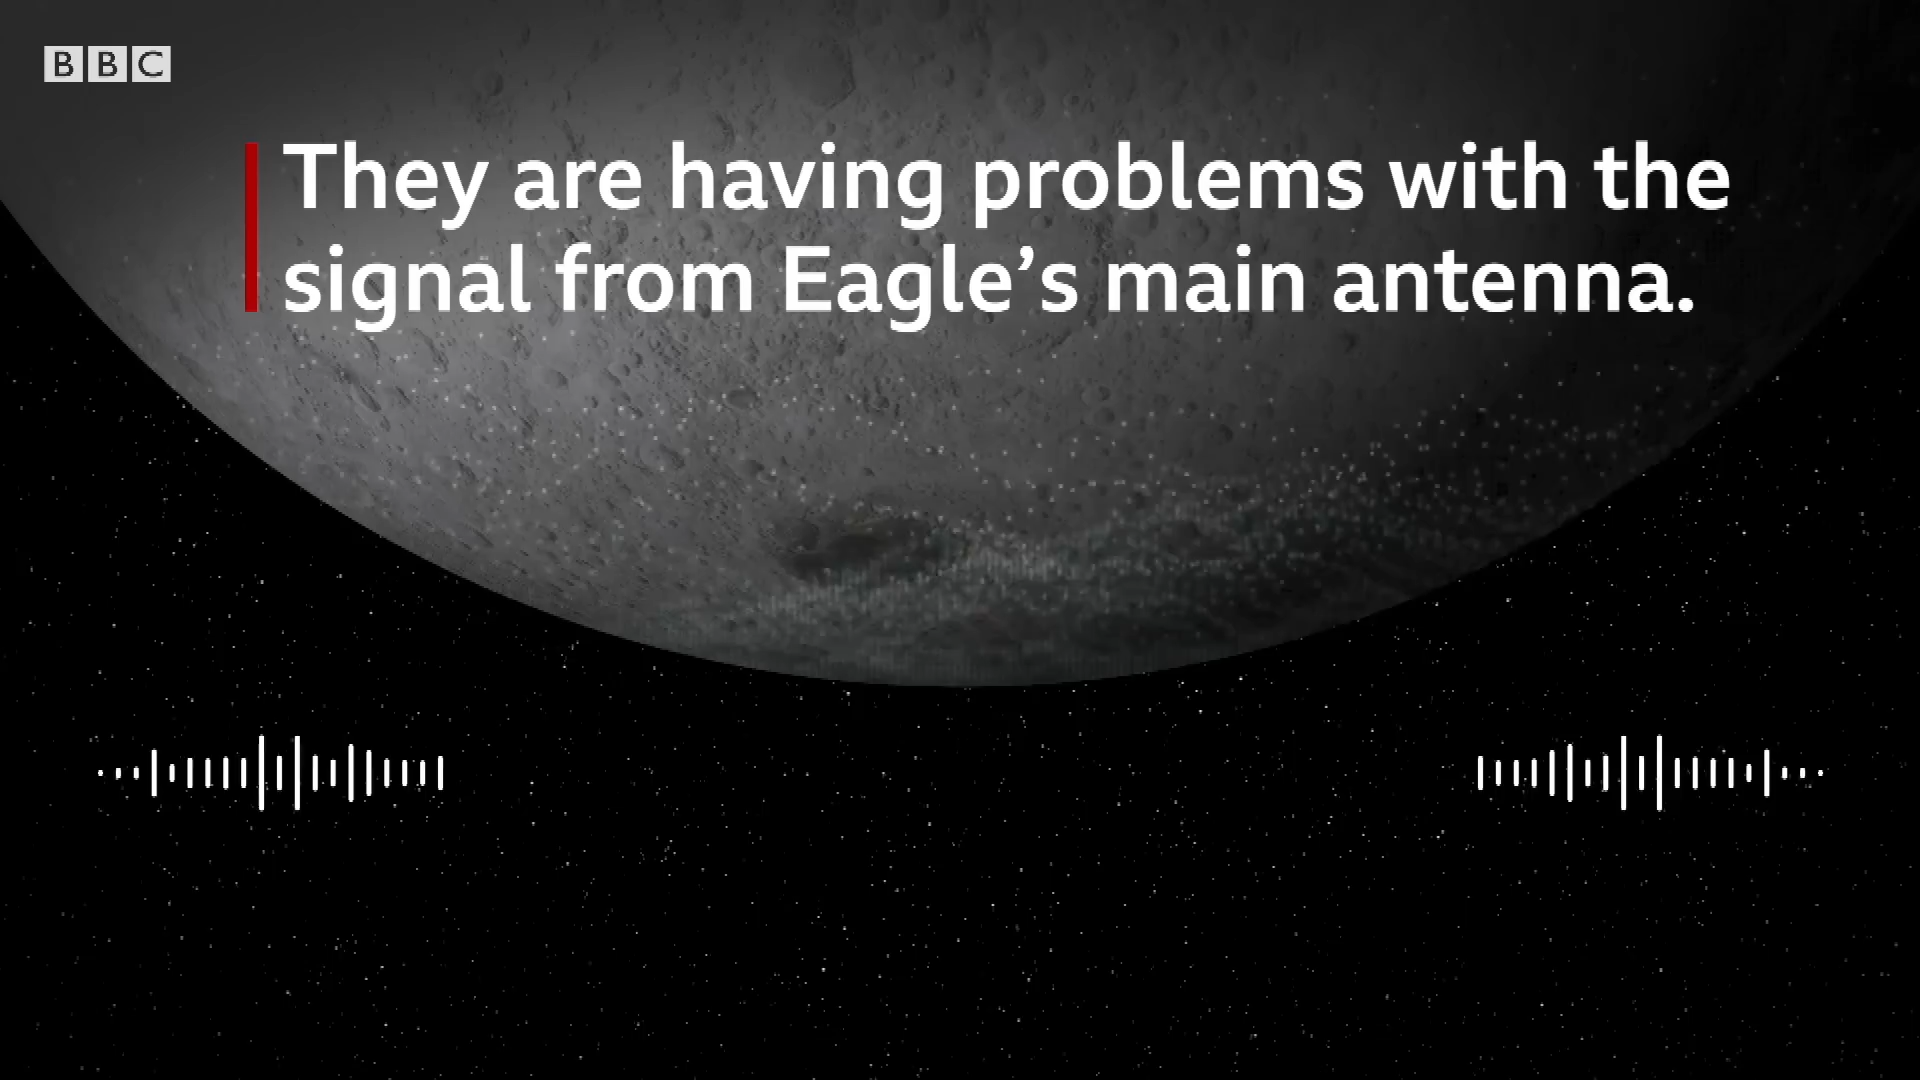 BBC
They are having problems with the
signal from Eagle’s main antenna.